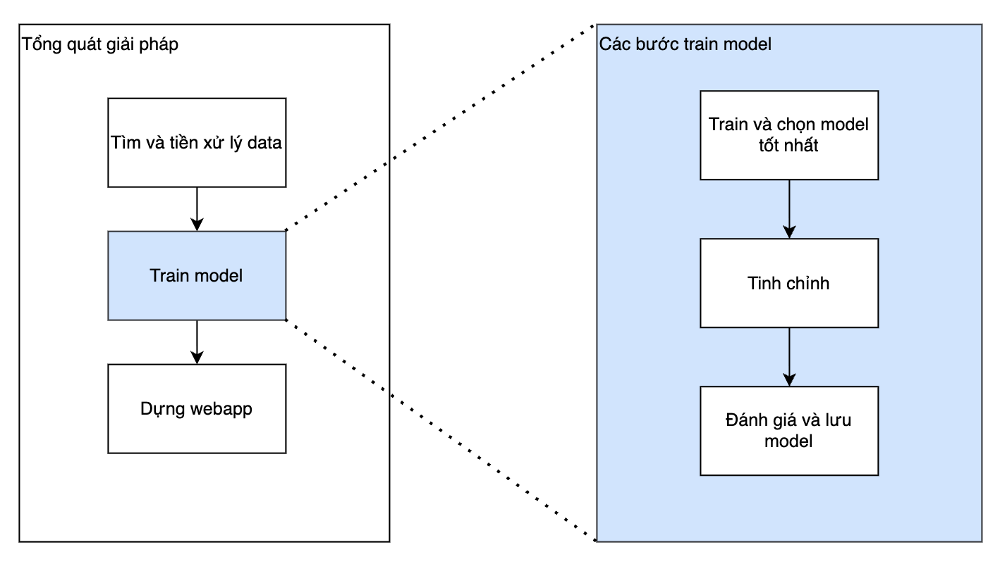 Tổng quát giải pháp
Tìm và tiền xử lý data
Train model
Dựng webapp
Các bước train model
Train và chọn model
tốt nhất
Tinh chỉnh
Đánh giá và lưu
model